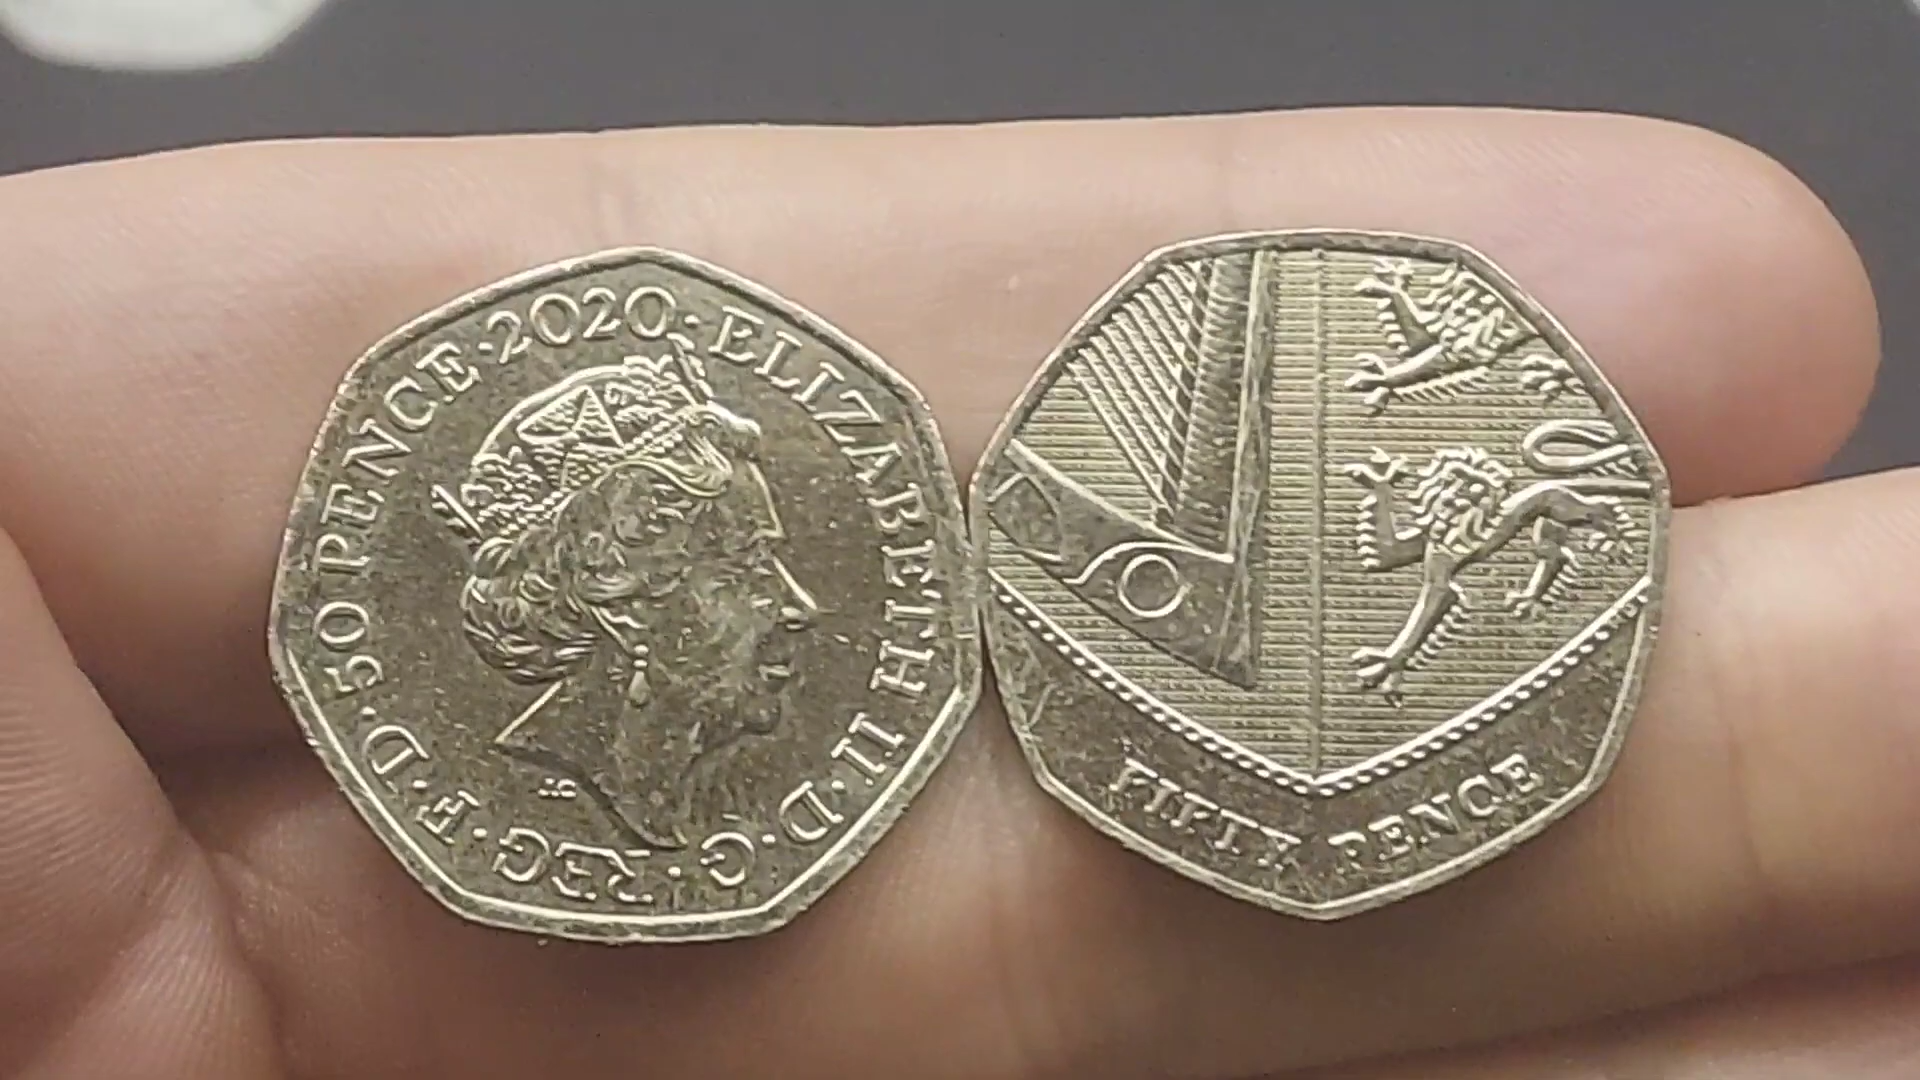 50 PENCE · 2020 · ELIZABETH II · D · G · REG · F · D ·
JC
FIFTY PENCE